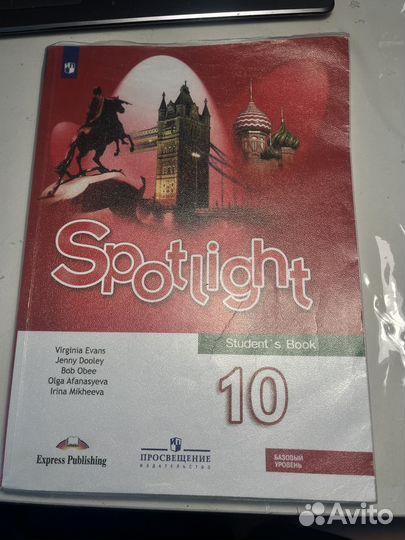 Spotlight
Student's Book
10
Virginia Evans
Jenny Dooley
Bob Obee
Olga Afanasyeva
Irina Mikheeva
Express Publishing
ПРОСВЕЩЕНИЕ
ИЗДАТЕЛЬСТВО
БАЗОВЫЙ
УРОВЕНЬ
Avito